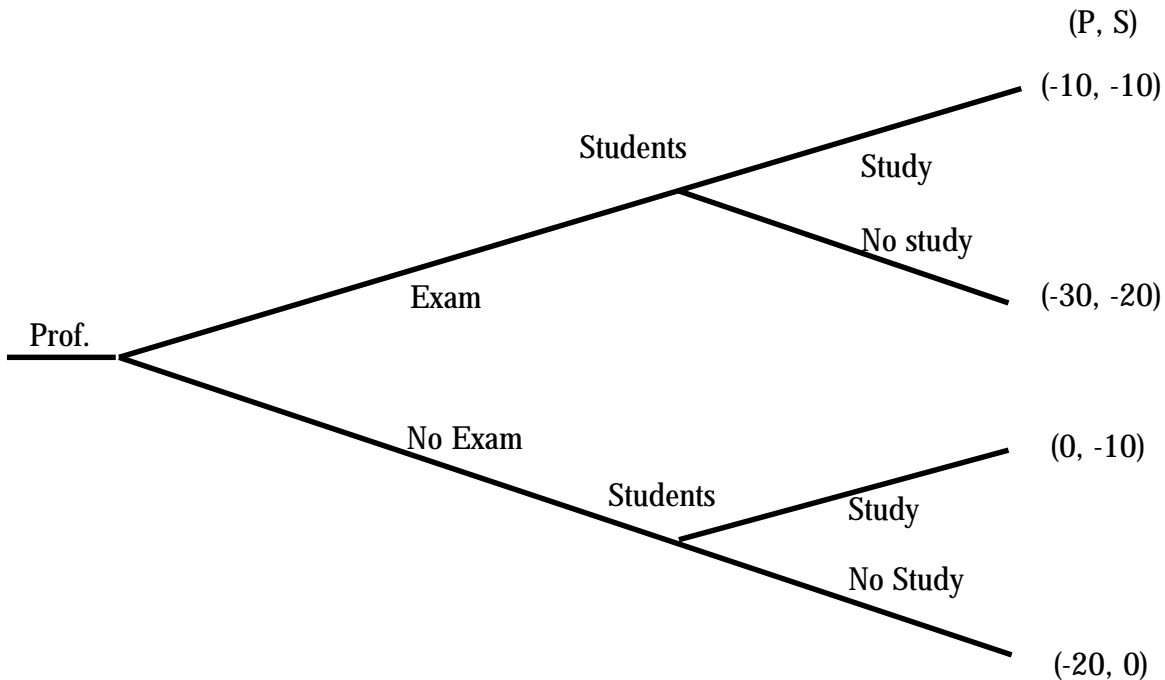 (P, S)
(-10, -10)
Students
Study
No study
Exam
(-30, -20)
Prof.
No Exam
(0, -10)
Students
Study
No Study
(-20, 0)